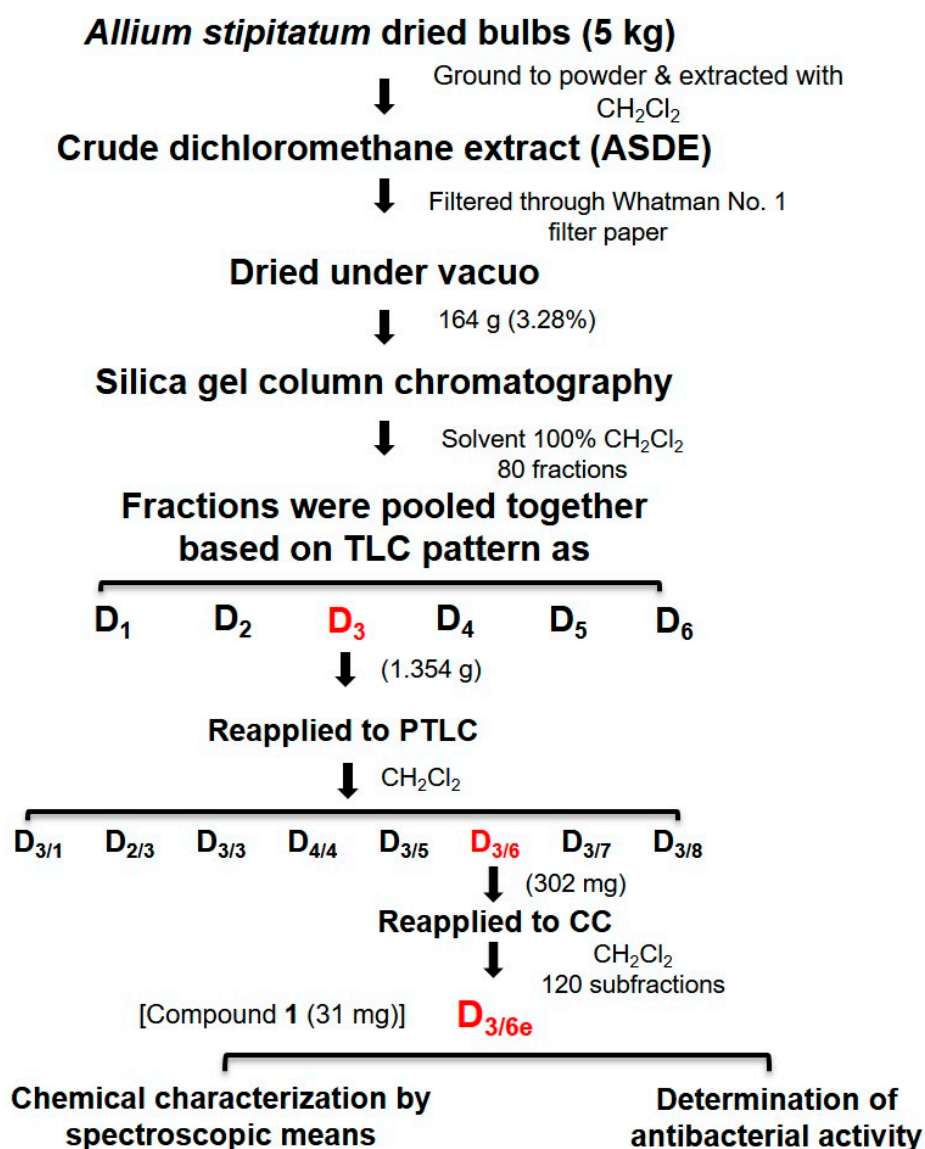 Allium stipitatum dried bulbs (5 kg)
Ground to powder & extracted with
CH₂Cl₂
Crude dichloromethane extract (ASDE)
Filtered through Whatman No. 1
filter paper
Dried under vacuo
164 g (3.28%)
Silica gel column chromatography
Solvent 100% CH₂Cl₂
80 fractions
Fractions were pooled together
based on TLC pattern as
D₁ D₂ D₃ D₄ D₅ D₆
(1.354 g)
Reapplied to PTLC
CH₂Cl₂
D3/1 D2/3 D3/3 D4/4 D3/5 D3/6 D3/7 D3/8
(302 mg)
Reapplied to CC
CH₂Cl₂
120 subfractions
[Compound 1 (31 mg)] D3/6e
Chemical characterization by
spectroscopic means
Determination of
antibacterial activity